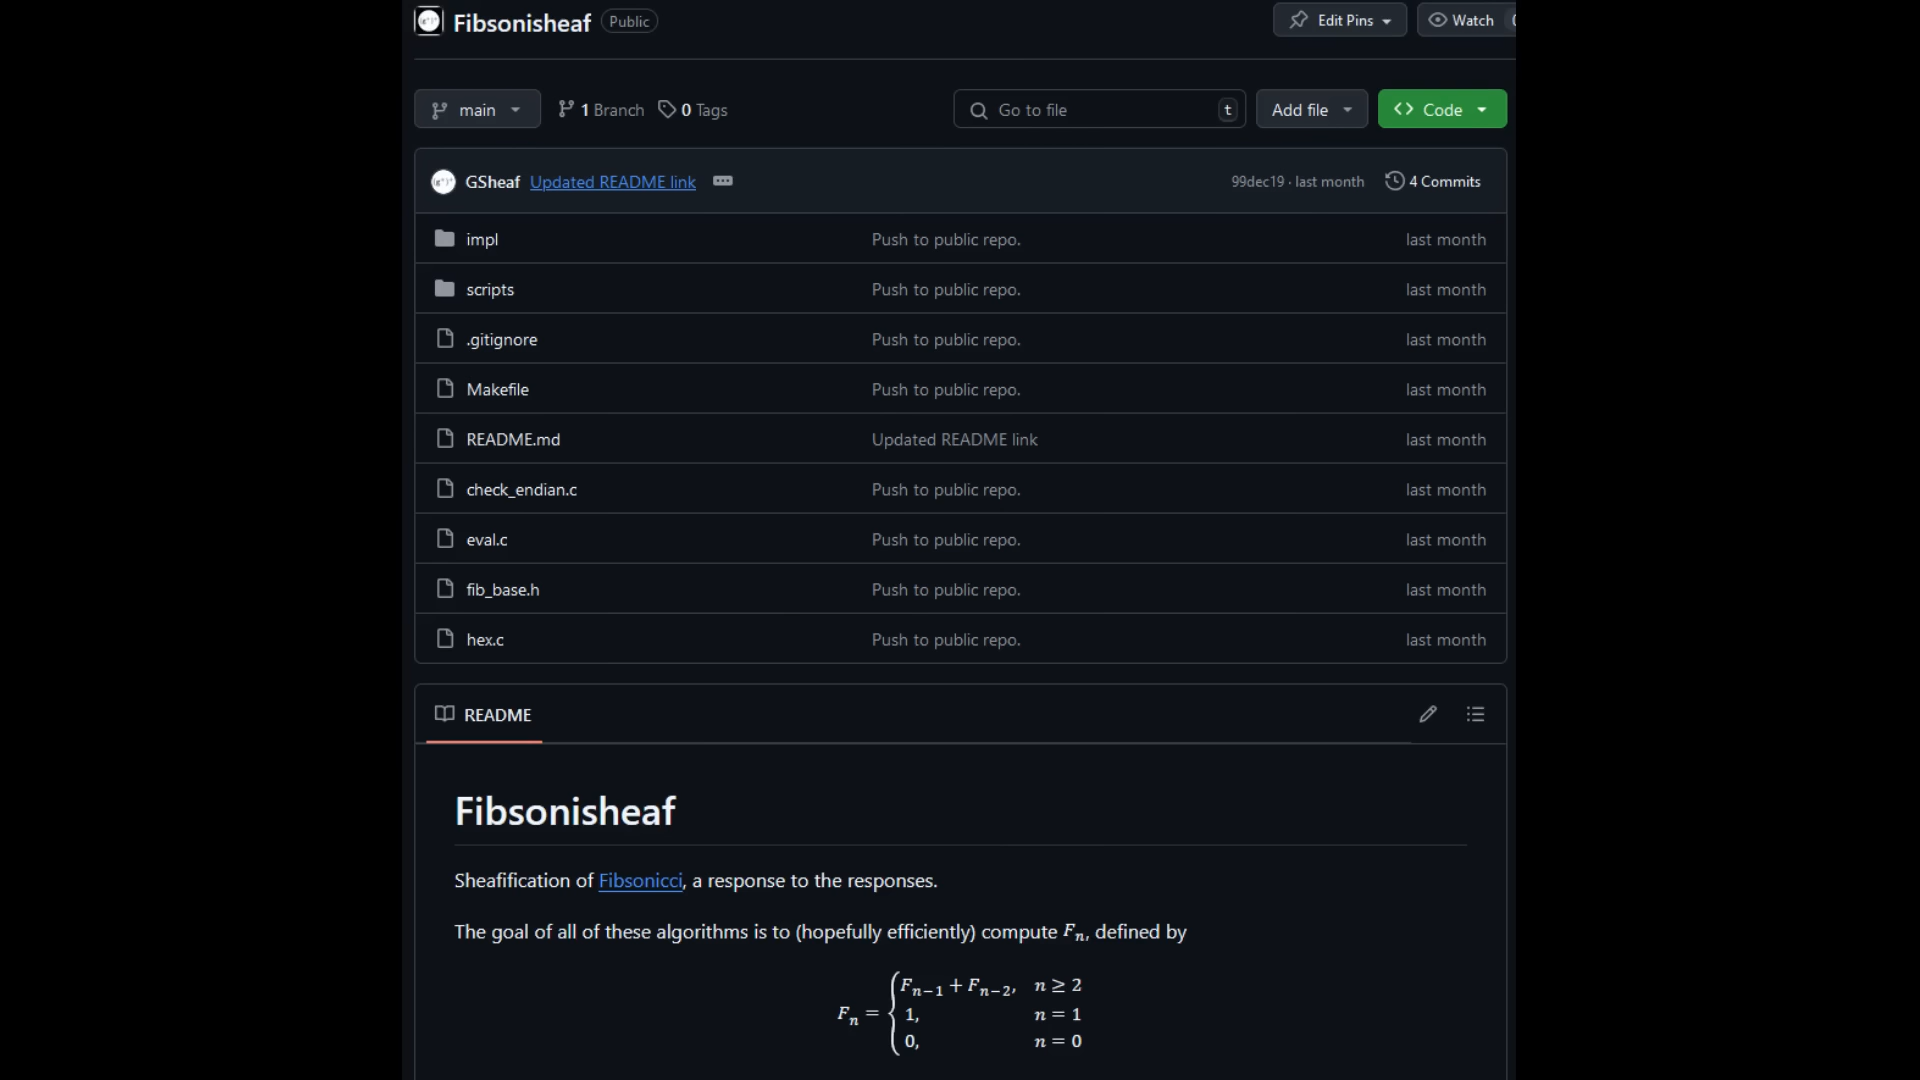 Fibsonisheaf Public Edit Pins Watch
main 1 Branch 0 Tags Go to file t Add file Code
GSheaf Updated README link 99dec19 · last month 4 Commits
impl Push to public repo. last month
scripts Push to public repo. last month
.gitignore Push to public repo. last month
Makefile Push to public repo. last month
README.md Updated README link last month
check_endian.c Push to public repo. last month
eval.c Push to public repo. last month
fib_base.h Push to public repo. last month
hex.c Push to public repo. last month
README
Fibsonisheaf
Sheafification of Fibsonicci, a response to the responses.
The goal of all of these algorithms is to (hopefully efficiently) compute Fₙ, defined by
Fₙ = { Fₙ₋₁ + Fₙ₋₂, n ≥ 2
1, n = 1
0, n = 0